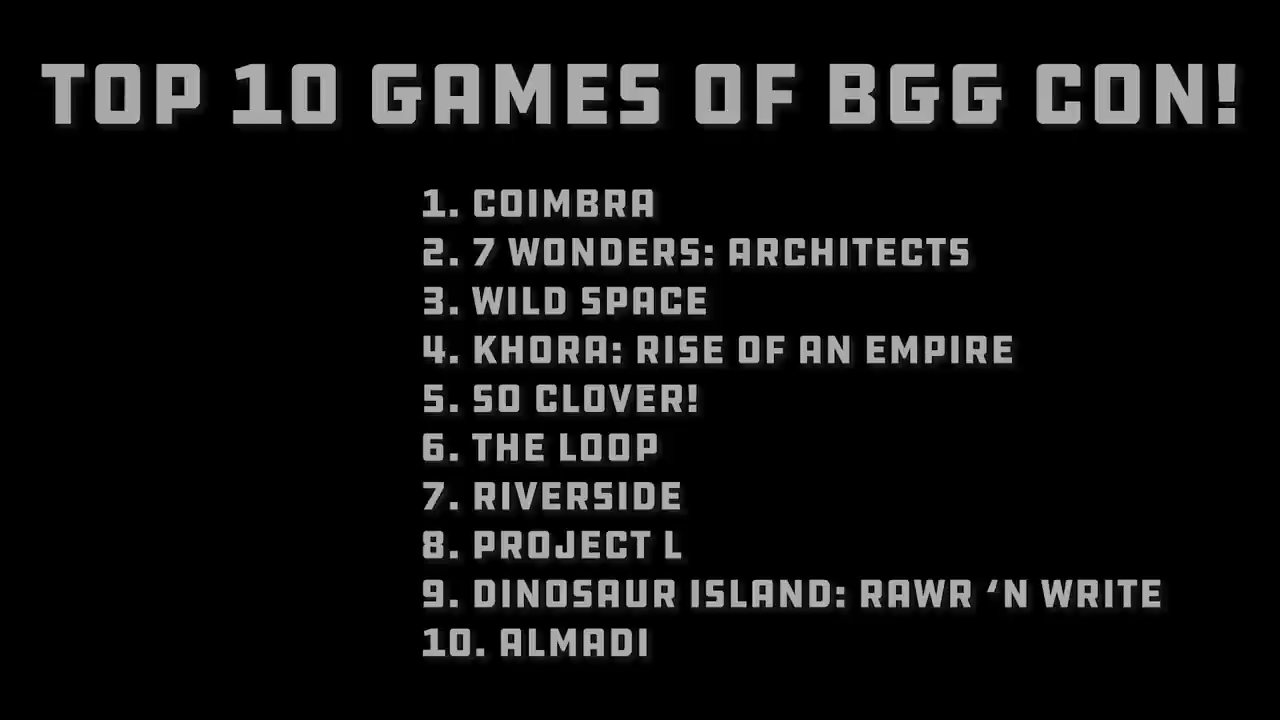 TOP 10 GAMES OF BGG CON!
1. COIMBRA
2. 7 WONDERS: ARCHITECTS
3. WILD SPACE
4. KHORA: RISE OF AN EMPIRE
5. SO CLOVER!
6. THE LOOP
7. RIVERSIDE
8. PROJECT L
9. DINOSAUR ISLAND: RAWR ‘N WRITE
10. ALMADI